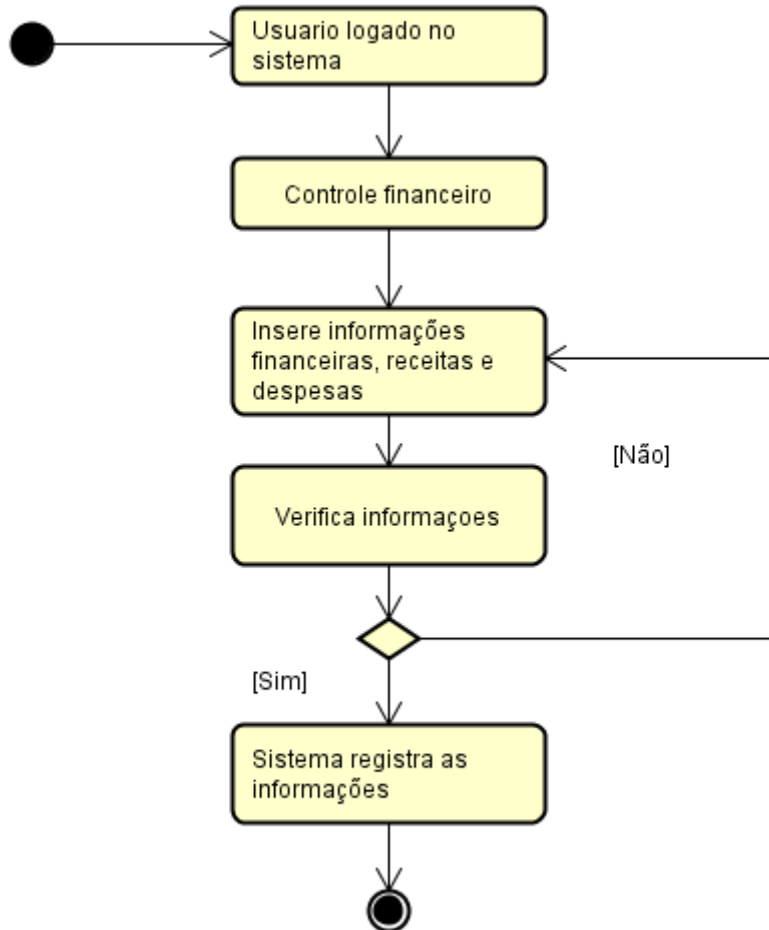 Usuario logado no
sistema
Controle financeiro
Insere informações
financeiras, receitas e
despesas
[Não]
Verifica informaçoes
[Sim]
Sistema registra as
informações